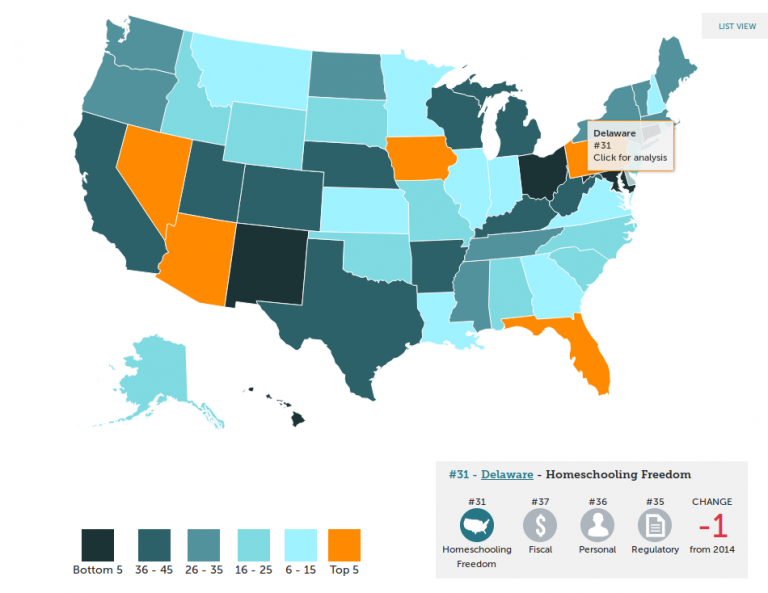 LIST VIEW
Delaware
#31
Click for analysis
#31 - Delaware - Homeschooling Freedom
#31 #37 #36 #35 CHANGE
-1
Homeschooling Fiscal Personal Regulatory from 2014
Freedom
Bottom 5 36 - 45 26 - 35 16 - 25 6 - 15 Top 5